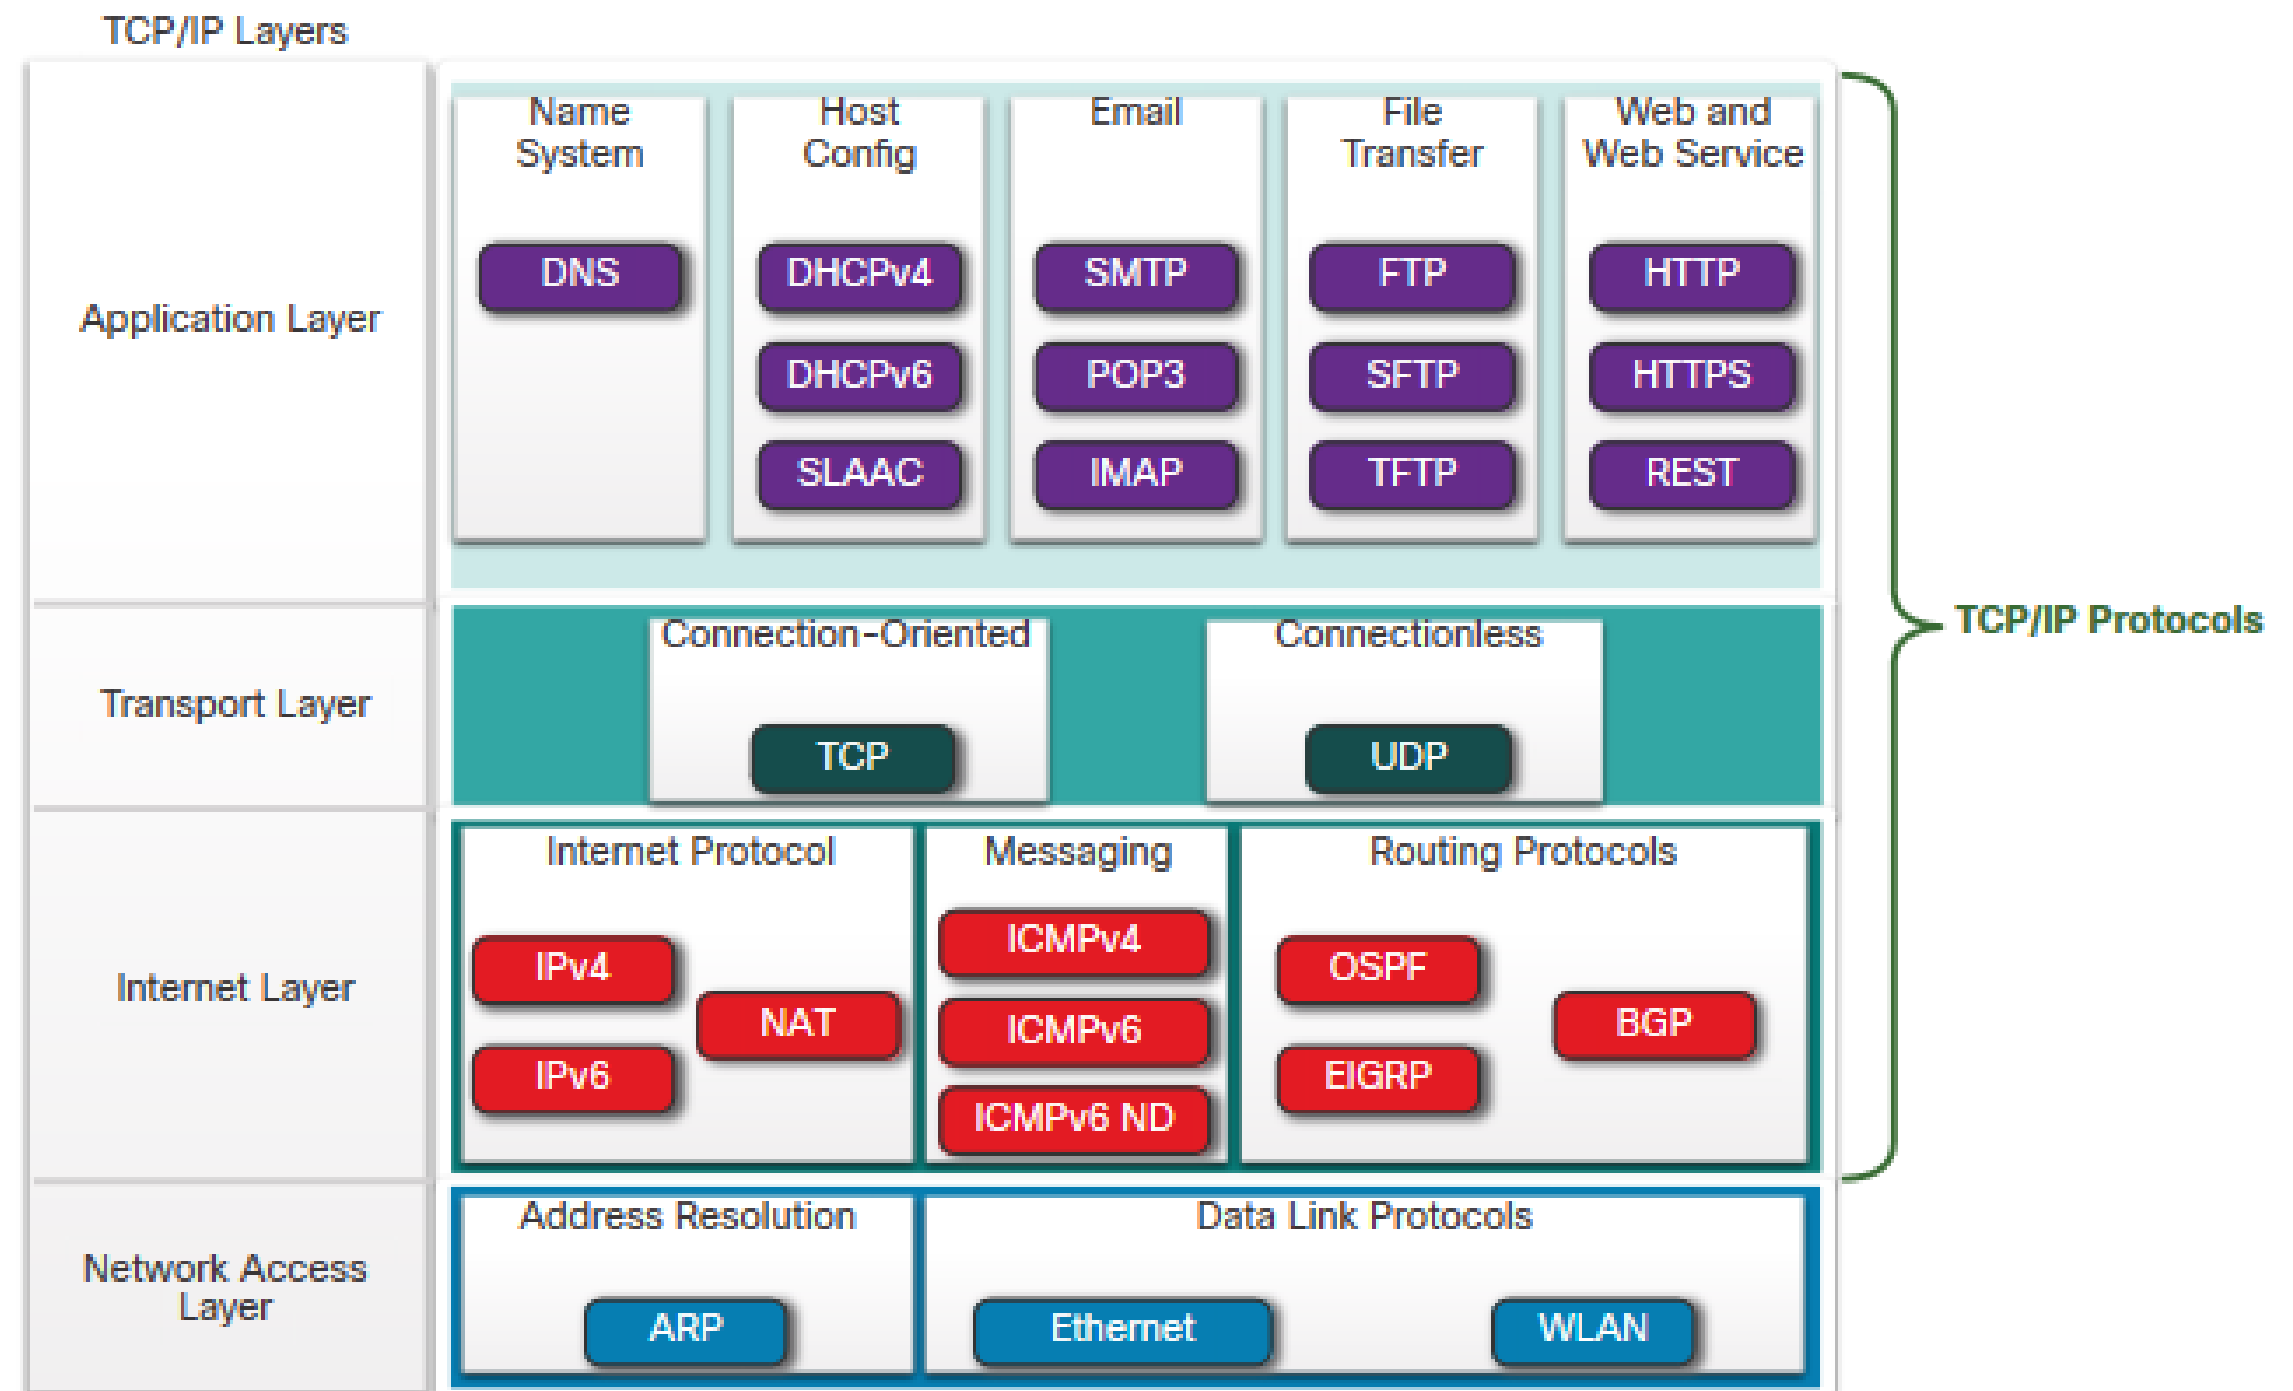 TCP/IP Layers
Application Layer
Name
System
DNS
Host
Config
DHCPv4
DHCPv6
SLAAC
Email
SMTP
POP3
IMAP
File
Transfer
FTP
SFTP
TFTP
Web and
Web Service
HTTP
HTTPS
REST
TCP/IP Protocols
Transport Layer
Connection-Oriented
TCP
Connectionless
UDP
Internet Layer
Internet Protocol
IPv4
IPv6
NAT
Messaging
ICMPv4
ICMPv6
ICMPv6 ND
Routing Protocols
OSPF
EIGRP
BGP
Network Access
Layer
Address Resolution
ARP
Data Link Protocols
Ethernet
WLAN